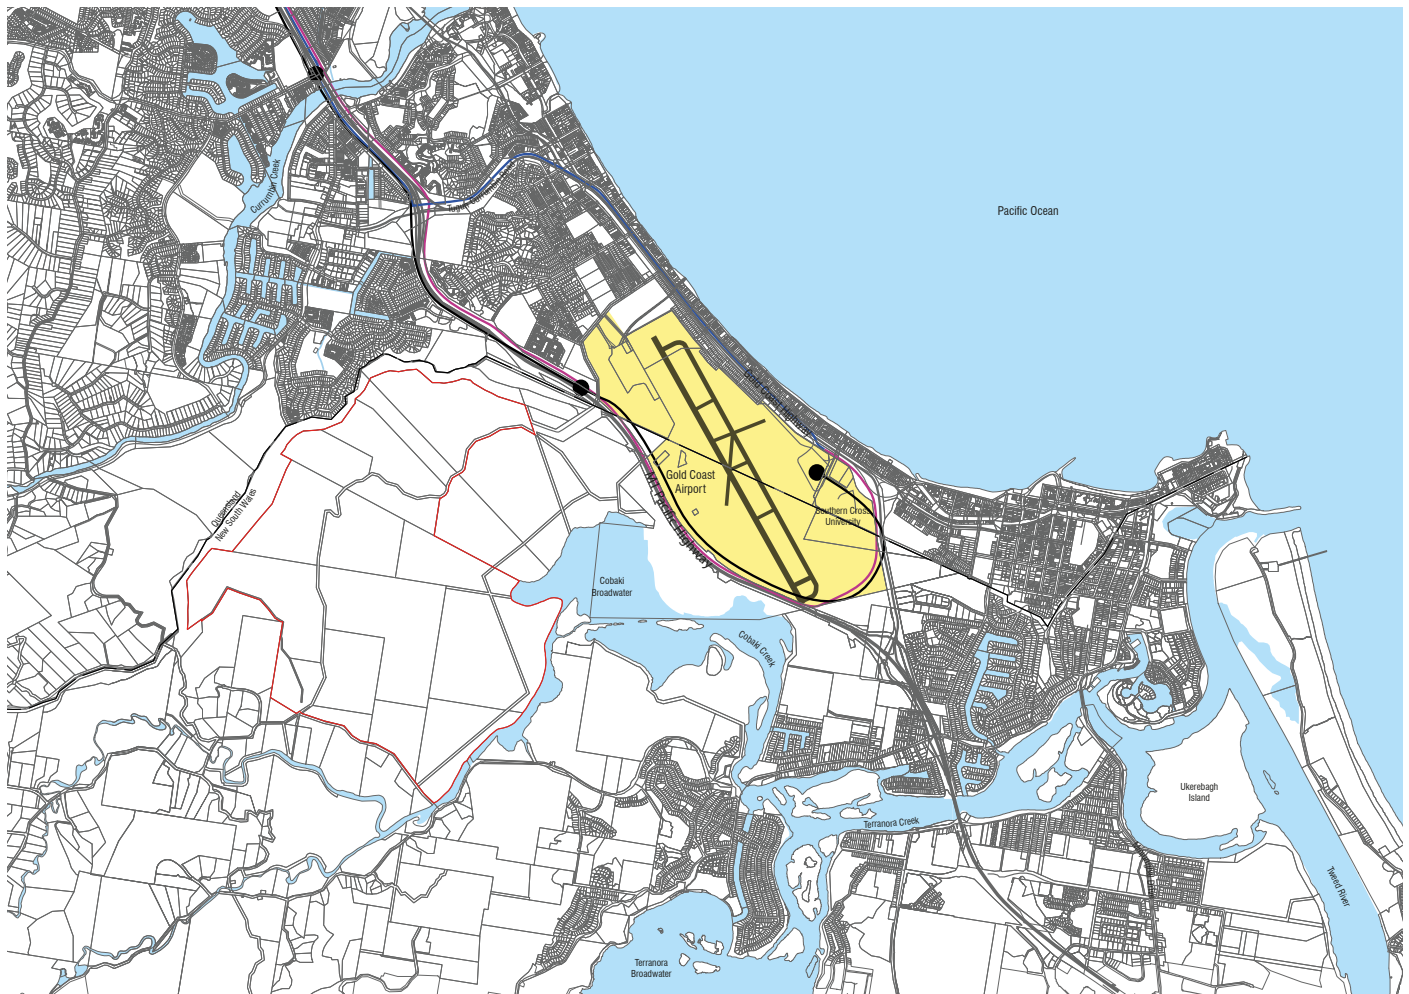 Currumbin Creek
Pacific Ocean
Gold Coast Highway
Gold Coast
Airport
M1 Pacific Highway
Southern Cross
University
Queensland
New South Wales
Cobaki
Broadwater
Cobaki Creek
Ukerebagh
Island
Terranora Creek
Tweed River
Terranora
Broadwater